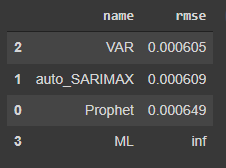 name rmse
2 VAR 0.000605
1 auto_SARIMAX 0.000609
0 Prophet 0.000649
3 ML inf